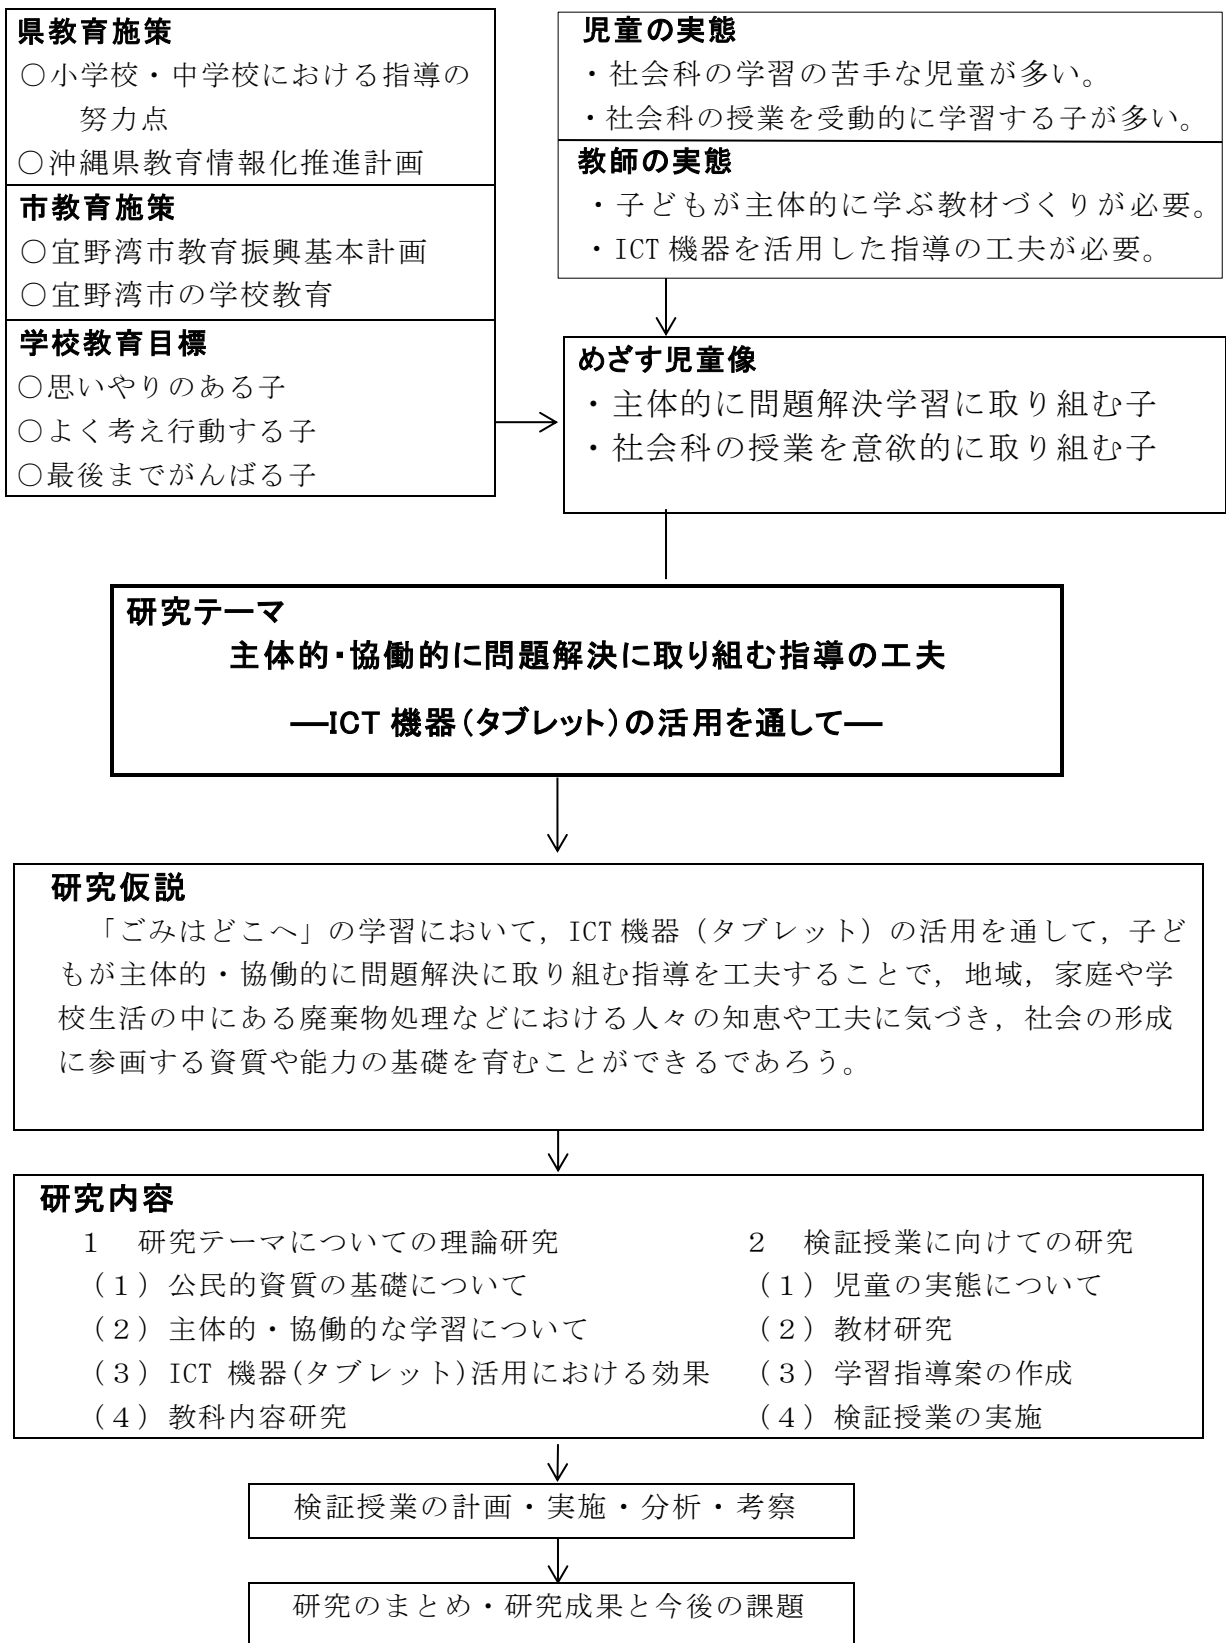 県教育施策
○小学校・中学校における指導の
努力点
○沖縄県教育情報化推進計画
市教育施策
○宜野湾市教育振興基本計画
○宜野湾市の学校教育
学校教育目標
○思いやりのある子
○よく考え行動する子
○最後までがんばる子
児童の実態
・社会科の学習の苦手な児童が多い。
・社会科の授業を受動的に学習する子が多い。
教師の実態
・子どもが主体的に学ぶ教材づくりが必要。
・ICT機器を活用した指導の工夫が必要。
めざす児童像
・主体的に問題解決学習に取り組む子
・社会科の授業を意欲的に取り組む子
研究テーマ
主体的・協働的に問題解決に取り組む指導の工夫
―ICT機器（タブレット）の活用を通して―
研究仮説
「ごみはどこへ」の学習において，ICT機器（タブレット）の活用を通して，子ど
もが主体的・協働的に問題解決に取り組む指導を工夫することで，地域，家庭や学
校生活の中にある廃棄物処理などにおける人々の知恵や工夫に気づき，社会の形成
に参画する資質や能力の基礎を育むことができるであろう。
研究内容
１　研究テーマについての理論研究
（１）公民的資質の基礎について
（２）主体的・協働的な学習について
（３）ICT 機器(タブレット)活用における効果
（４）教科内容研究
２　検証授業に向けての研究
（１）児童の実態について
（２）教材研究
（３）学習指導案の作成
（４）検証授業の実施
検証授業の計画・実施・分析・考察
研究のまとめ・研究成果と今後の課題